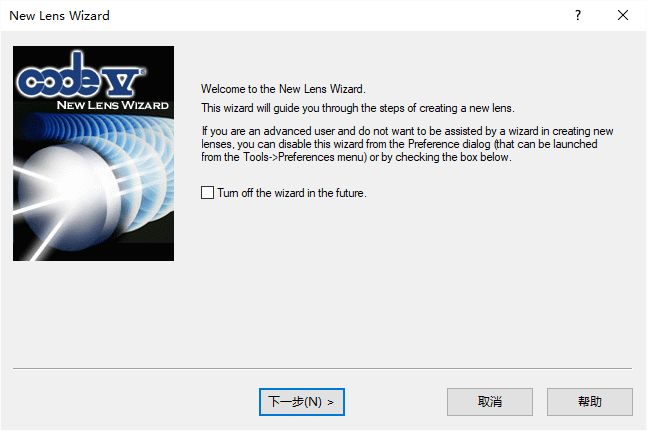 New Lens Wizard
?
code V®
NEW LENS WIZARD
Welcome to the New Lens Wizard.
This wizard will guide you through the steps of creating a new lens.
If you are an advanced user and do not want to be assisted by a wizard in creating new
lenses, you can disable this wizard from the Preference dialog (that can be launched
from the Tools->Preferences menu) or by checking the box below.
Turn off the wizard in the future.
下一步(N) >
取消
帮助